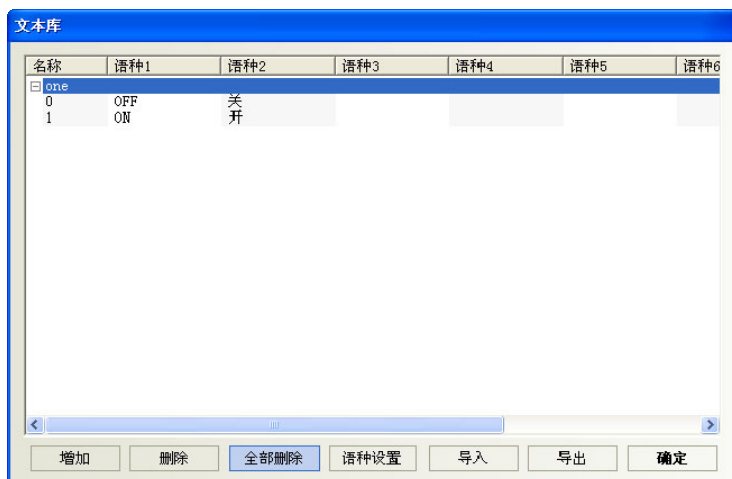 文本库
名称 语种1 语种2 语种3 语种4 语种5 语种6
one
0 OFF 关
1 ON 开
增加 删除 全部删除 语种设置 导入 导出 确定